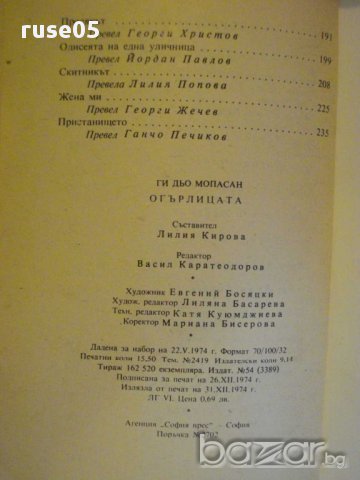 ruse05
Превел Георги Христов 191
Одисеята на една уличница
Превел Йордан Павлов 199
Скитникът
Превела Лилия Попова 208
Жена ми
Превел Георги Жечев 225
Пристанището
Превел Ганчо Печиков 235
ГИ ДЬО МОПАСАН
ОГЪРЛИЦАТА
Съставител
Лилия Кирова
Редактор
Васил Каратеодоров
Художник Евгений Босяцки
Худож. редактор Лиляна Басарева
Техн. редактор Катя Куюмджиева
Коректор Мариана Бисерова
Дадена за набор на 22.V.1974 г. Формат 70/100/32
Печатни коли 15,50 Тем. №2419 Издателски коли 9,14
Тираж 162 520 екземпляра. Издат. №54 (3389)
Подписана за печат на 26.XII.1974 г.
Излязла от печат на 31.XII.1974 г.
ЛГ VI. Цена 0,69 лв.
Агенция „София прес" - София
Поръчка № 2702
bazar.bg